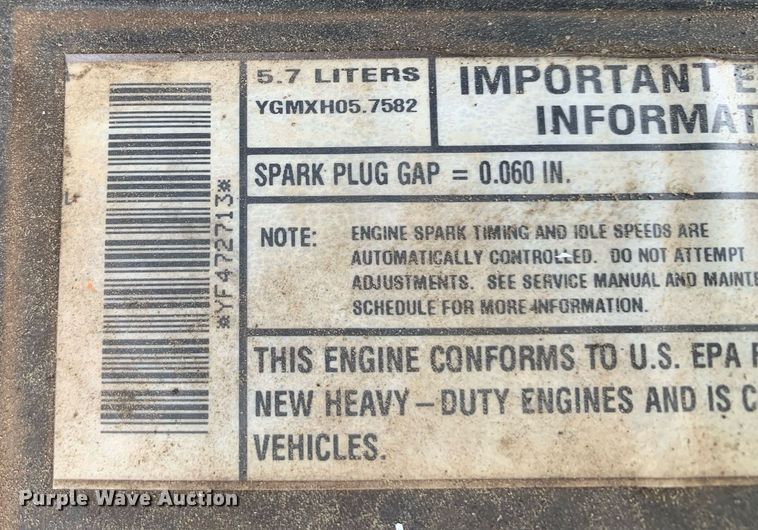 *YF472713*
5.7 LITERS
YGMXH05.7582
IMPORTANT E
INFORMAT
SPARK PLUG GAP = 0.060 IN.
NOTE: ENGINE SPARK TIMING AND IDLE SPEEDS ARE
AUTOMATICALLY CONTROLLED. DO NOT ATTEMPT
ADJUSTMENTS. SEE SERVICE MANUAL AND MAINTE
SCHEDULE FOR MORE INFORMATION.
THIS ENGINE CONFORMS TO U.S. EPA
NEW HEAVY-DUTY ENGINES AND IS C
VEHICLES.
Purple Wave Auction